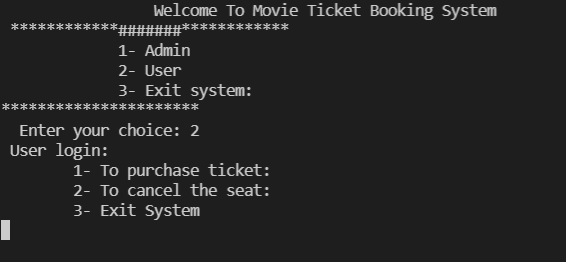 Welcome To Movie Ticket Booking System
************#######************
1- Admin
2- User
3- Exit system:
**********************
Enter your choice: 2
User login:
1- To purchase ticket:
2- To cancel the seat:
3- Exit System